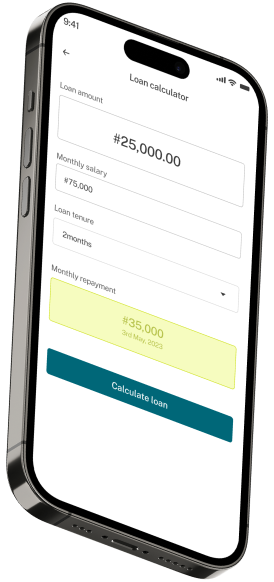 9:41
Loan calculator
Loan amount
#25,000.00
Monthly salary
#75,000
Loan tenure
2months
Monthly repayment
#35,000
3rd May, 2023
Calculate loan